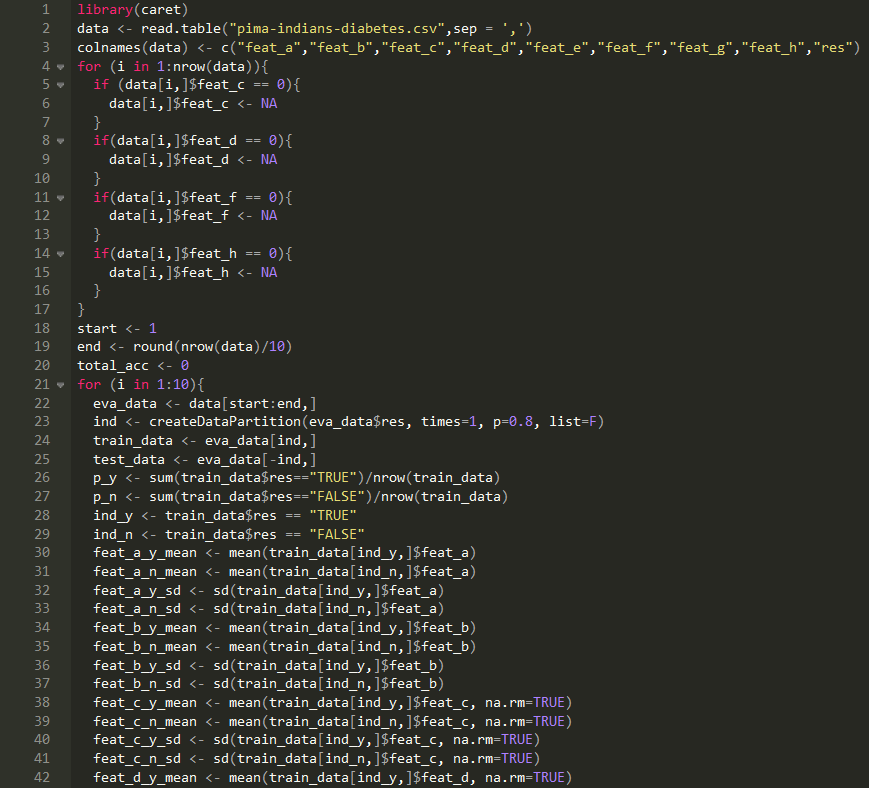 1 library(caret)
2 data <- read.table("pima-indians-diabetes.csv",sep = ',')
3 colnames(data) <- c("feat_a","feat_b","feat_c","feat_d","feat_e","feat_f","feat_g","feat_h","res")
4 for (i in 1:nrow(data)){
5   if (data[i,]$feat_c == 0){
6     data[i,]$feat_c <- NA
7   }
8   if(data[i,]$feat_d == 0){
9     data[i,]$feat_d <- NA
10   }
11   if(data[i,]$feat_f == 0){
12     data[i,]$feat_f <- NA
13   }
14   if(data[i,]$feat_h == 0){
15     data[i,]$feat_h <- NA
16   }
17 }
18 start <- 1
19 end <- round(nrow(data)/10)
20 total_acc <- 0
21 for (i in 1:10){
22   eva_data <- data[start:end,]
23   ind <- createDataPartition(eva_data$res, times=1, p=0.8, list=F)
24   train_data <- eva_data[ind,]
25   test_data <- eva_data[-ind,]
26   p_y <- sum(train_data$res=="TRUE")/nrow(train_data)
27   p_n <- sum(train_data$res=="FALSE")/nrow(train_data)
28   ind_y <- train_data$res == "TRUE"
29   ind_n <- train_data$res == "FALSE"
30   feat_a_y_mean <- mean(train_data[ind_y,]$feat_a)
31   feat_a_n_mean <- mean(train_data[ind_n,]$feat_a)
32   feat_a_y_sd <- sd(train_data[ind_y,]$feat_a)
33   feat_a_n_sd <- sd(train_data[ind_n,]$feat_a)
34   feat_b_y_mean <- mean(train_data[ind_y,]$feat_b)
35   feat_b_n_mean <- mean(train_data[ind_n,]$feat_b)
36   feat_b_y_sd <- sd(train_data[ind_y,]$feat_b)
37   feat_b_n_sd <- sd(train_data[ind_n,]$feat_b)
38   feat_c_y_mean <- mean(train_data[ind_y,]$feat_c, na.rm=TRUE)
39   feat_c_n_mean <- mean(train_data[ind_n,]$feat_c, na.rm=TRUE)
40   feat_c_y_sd <- sd(train_data[ind_y,]$feat_c, na.rm=TRUE)
41   feat_c_n_sd <- sd(train_data[ind_n,]$feat_c, na.rm=TRUE)
42   feat_d_y_mean <- mean(train_data[ind_y,]$feat_d, na.rm=TRUE)